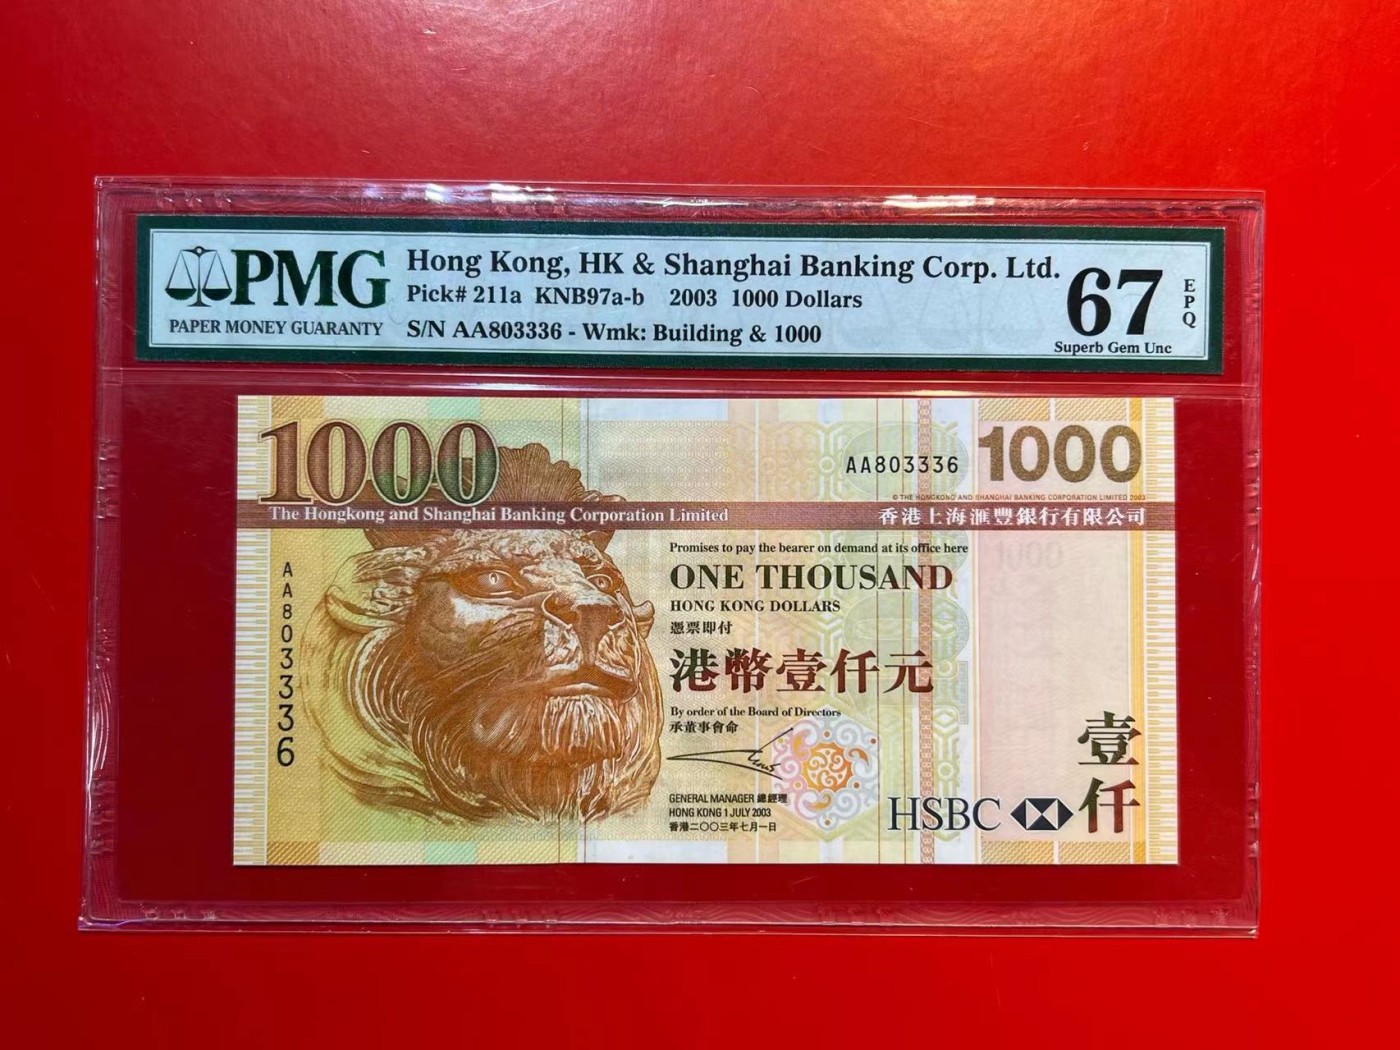 PMG
PAPER MONEY GUARANTY
Hong Kong, HK & Shanghai Banking Corp. Ltd.
Pick# 211a KNB97a-b 2003 1000 Dollars
S/N AA803336 - Wmk: Building & 1000
67
EPQ
Superb Gem Unc
1000
AA803336
1000
© THE HONGKONG AND SHANGHAI BANKING CORPORATION LIMITED 2003
The Hongkong and Shanghai Banking Corporation Limited
香港上海滙豐銀行有限公司
AA803336
Promises to pay the bearer on demand at its office here
ONE THOUSAND
HONG KONG DOLLARS
憑票即付
港幣壹仟元
By order of the Board of Directors
承董事會命
GENERAL MANAGER 總經理
HONG KONG 1 JULY 2003
香港二〇〇三年七月一日
HSBC
壹仟